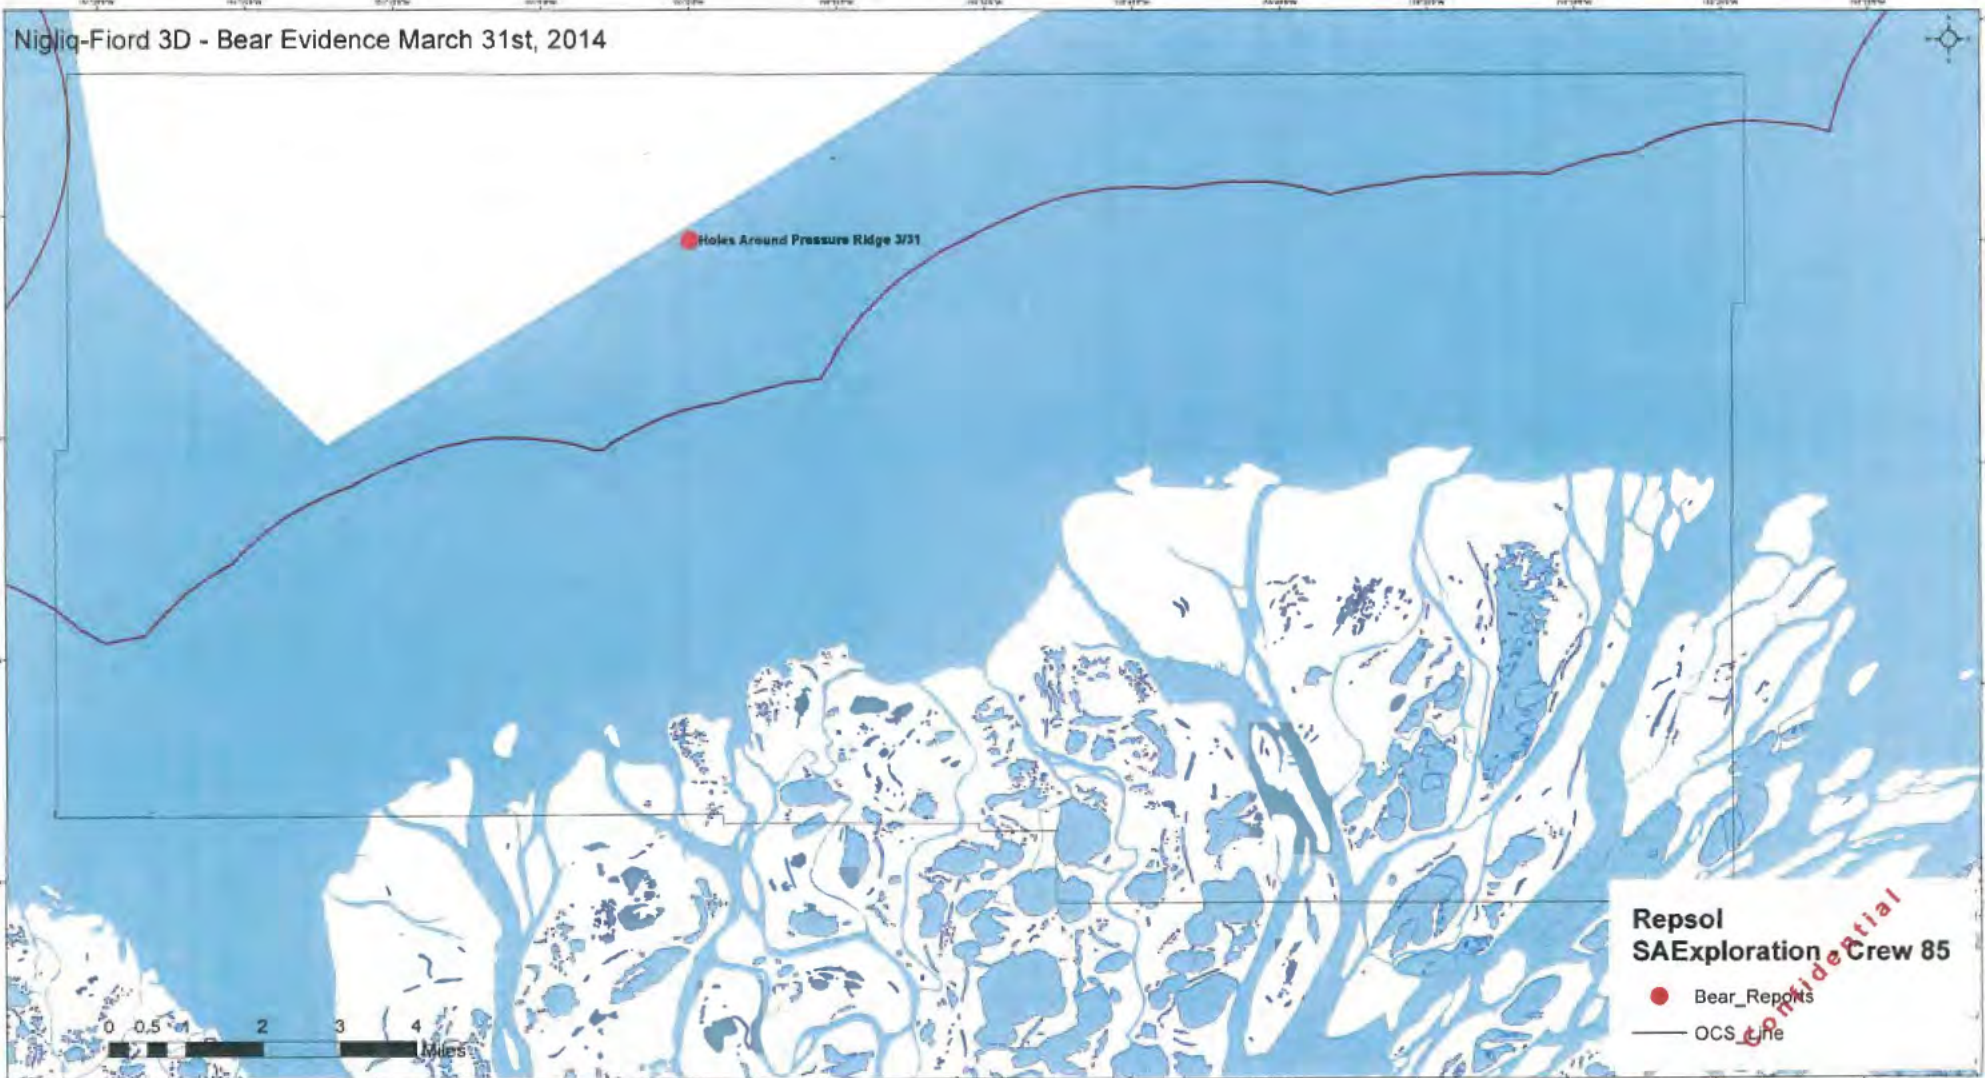 Nigliq-Fiord 3D - Bear Evidence March 31st, 2014
Holes Around Pressure Ridge 3/31
Repsol
SAExploration - Crew 85
Bear_Reports
OCS_Line
Confidential
0 0.5 1 2 3 4
Miles